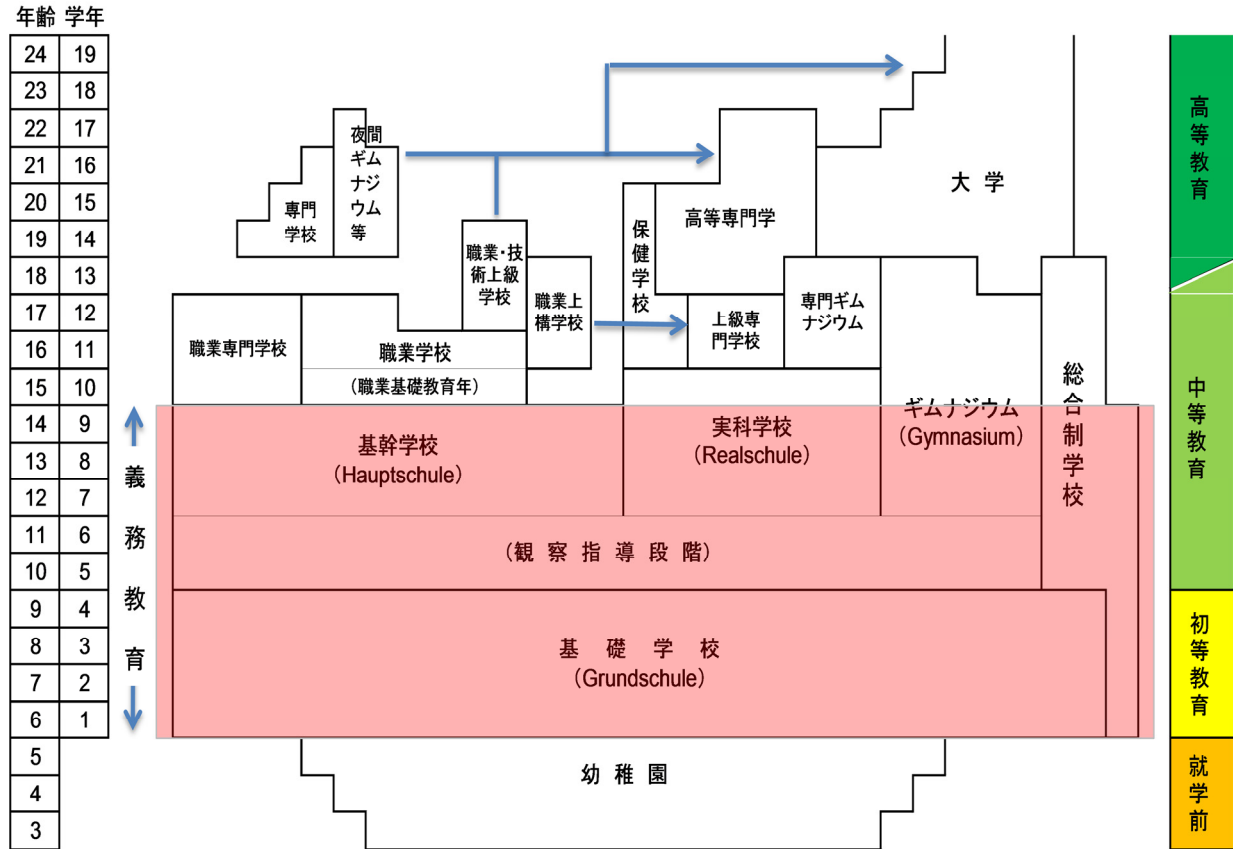 年齢 学年
24 19
23 18
22 17
21 16
20 15
19 14
18 13
17 12
16 11
15 10
14 9
13 8
12 7
11 6
10 5
9 4
8 3
7 2
6 1
5
4
3
義務教育
専門
学校
夜間
ギム
ナジ
ウム
等
職業・技
術上級
学校
職業上
構学校
保健学校
高等専門学
大 学
上級専
門学校
専門ギム
ナジウム
職業専門学校
職業学校
(職業基礎教育年)
基幹学校
(Hauptschule)
実科学校
(Realschule)
ギムナジウム
(Gymnasium)
総合制学校
(観 察 指 導 段 階)
基 礎 学 校
(Grundschule)
幼 稚 園
高等教育
中等教育
初等教育
就学前